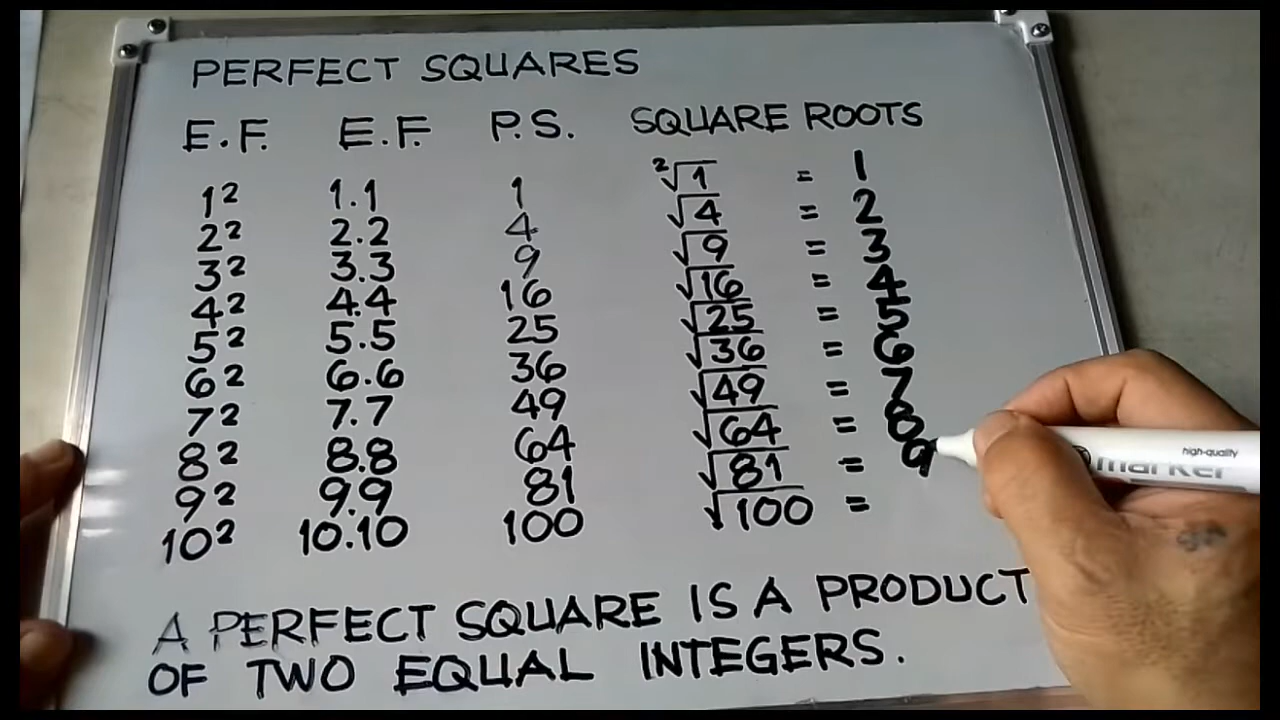 PERFECT SQUARES
E.F. E.F. P.S. SQUARE ROOTS
1² 1.1 1 ²√1 = 1
2² 2.2 4 √4 = 2
3² 3.3 9 √9 = 3
4² 4.4 16 √16 = 4
5² 5.5 25 √25 = 5
6² 6.6 36 √36 = 6
7² 7.7 49 √49 = 7
8² 8.8 64 √64 = 8
9² 9.9 81 √81 = 9
10² 10.10 100 √100 =
A PERFECT SQUARE IS A PRODUCT
OF TWO EQUAL INTEGERS.
high-quality
marker